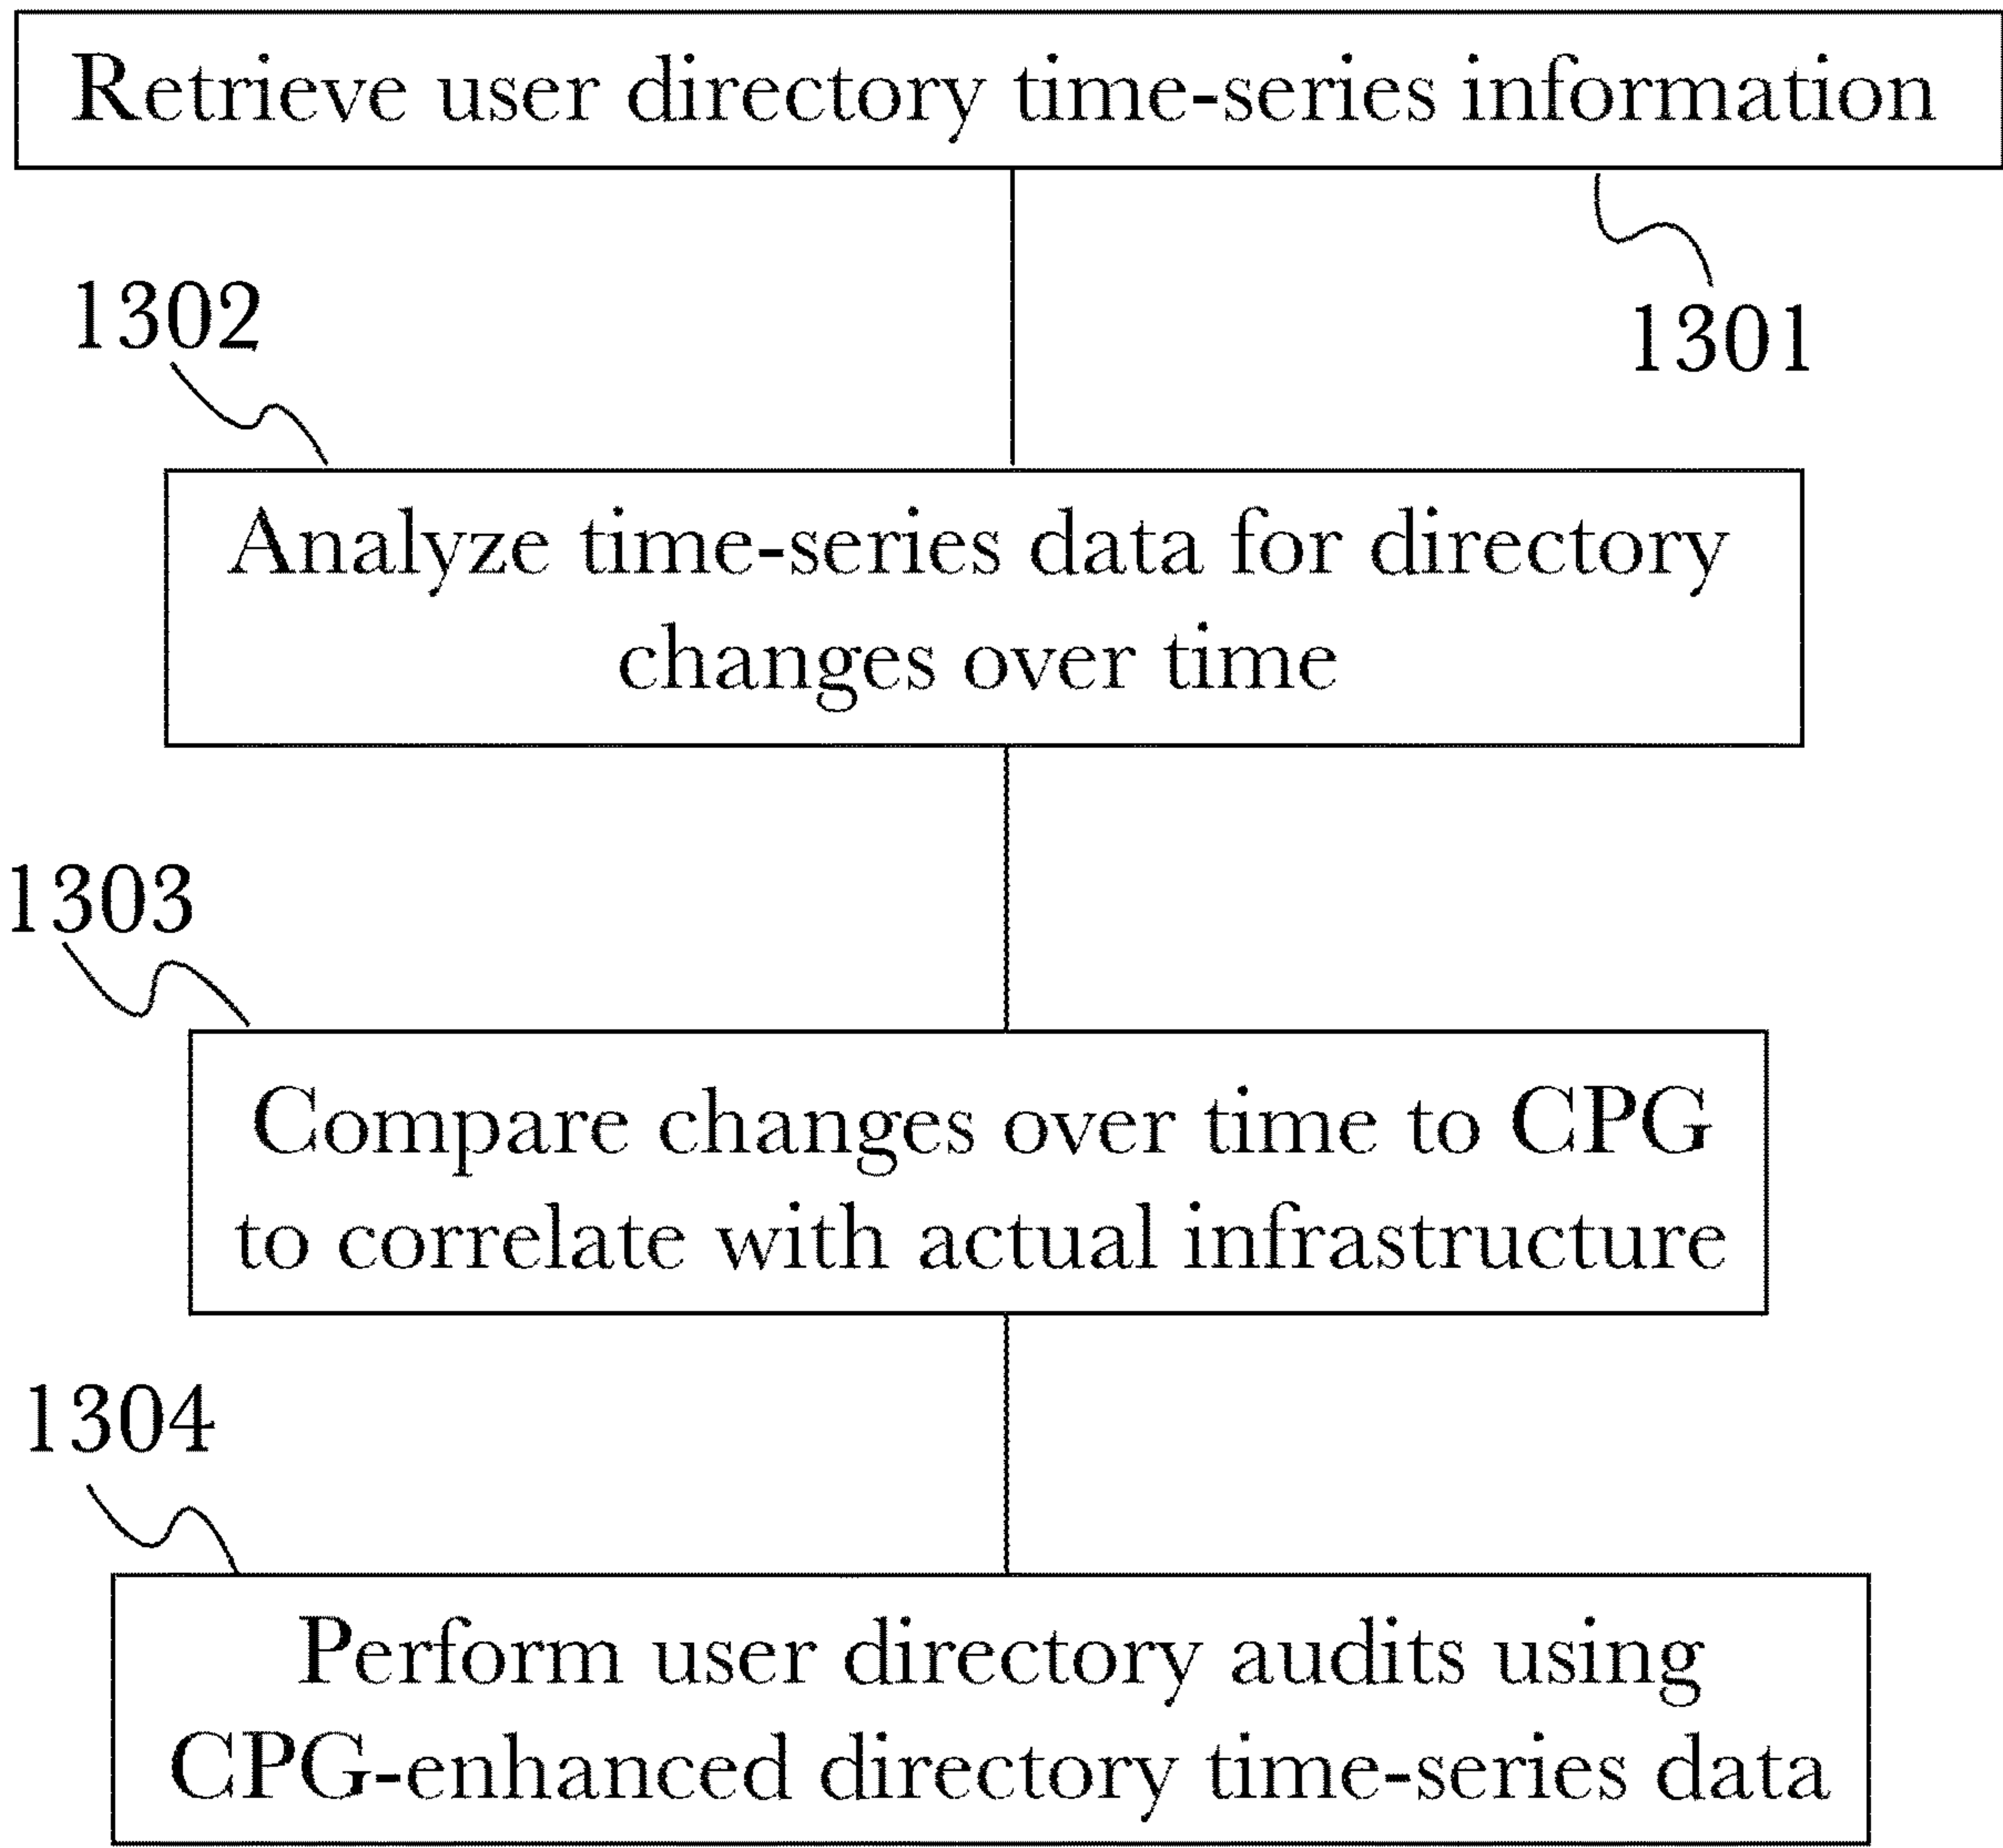 Retrieve user directory time-series information
1301
1302
Analyze time-series data for directory
changes over time
1303
Compare changes over time to CPG
to correlate with actual infrastructure
1304
Perform user directory audits using
CPG-enhanced directory time-series data